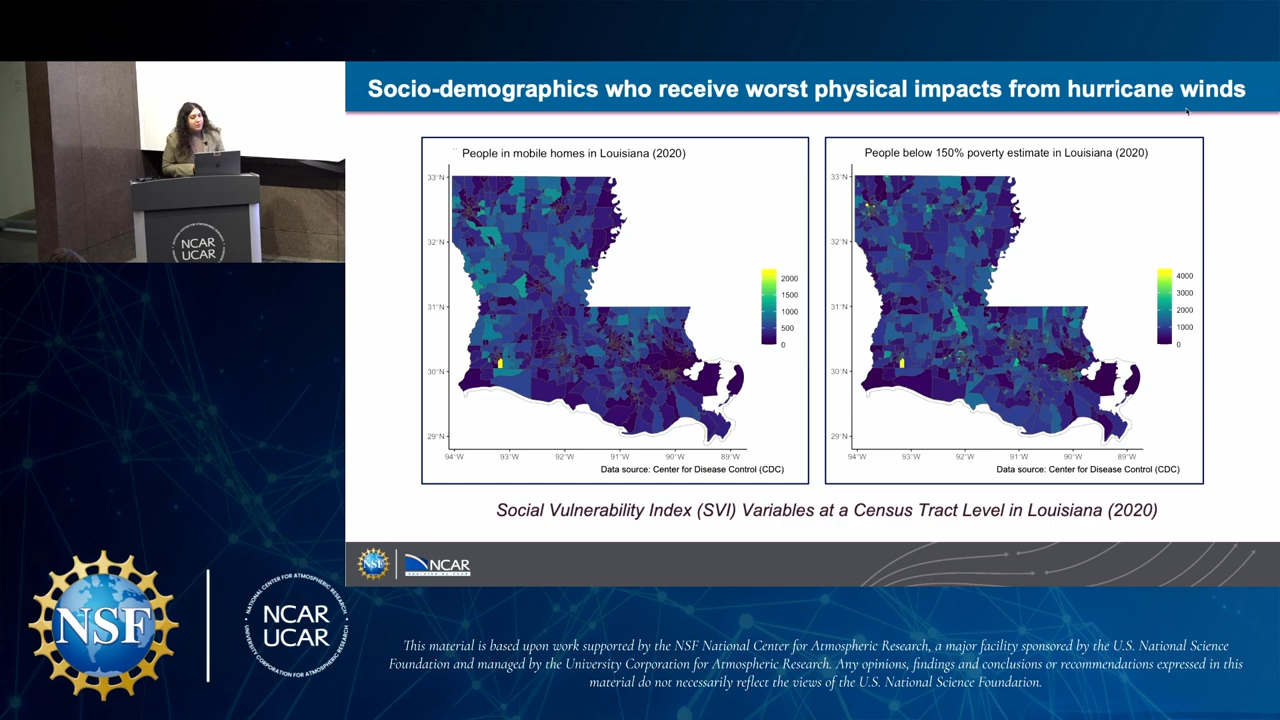 Socio-demographics who receive worst physical impacts from hurricane winds
People in mobile homes in Louisiana (2020)
33°N
32°N
31°N
30°N
29°N
94°W
93°W
92°W
91°W
90°W
89°W
2000
1500
1000
500
0
Data source: Center for Disease Control (CDC)
People below 150% poverty estimate in Louisiana (2020)
33°N
32°N
31°N
30°N
29°N
94°W
93°W
92°W
91°W
90°W
89°W
4000
3000
2000
1000
0
Data source: Center for Disease Control (CDC)
Social Vulnerability Index (SVI) Variables at a Census Tract Level in Louisiana (2020)
NCAR
UCAR
NCAR
NSF
NATIONAL CENTER FOR ATMOSPHERIC RESEARCH
NCAR
UCAR
UNIVERSITY CORPORATION FOR ATMOSPHERIC RESEARCH
This material is based upon work supported by the NSF National Center for Atmospheric Research, a major facility sponsored by the U.S. National Science
Foundation and managed by the University Corporation for Atmospheric Research. Any opinions, findings and conclusions or recommendations expressed in this
material do not necessarily reflect the views of the U.S. National Science Foundation.